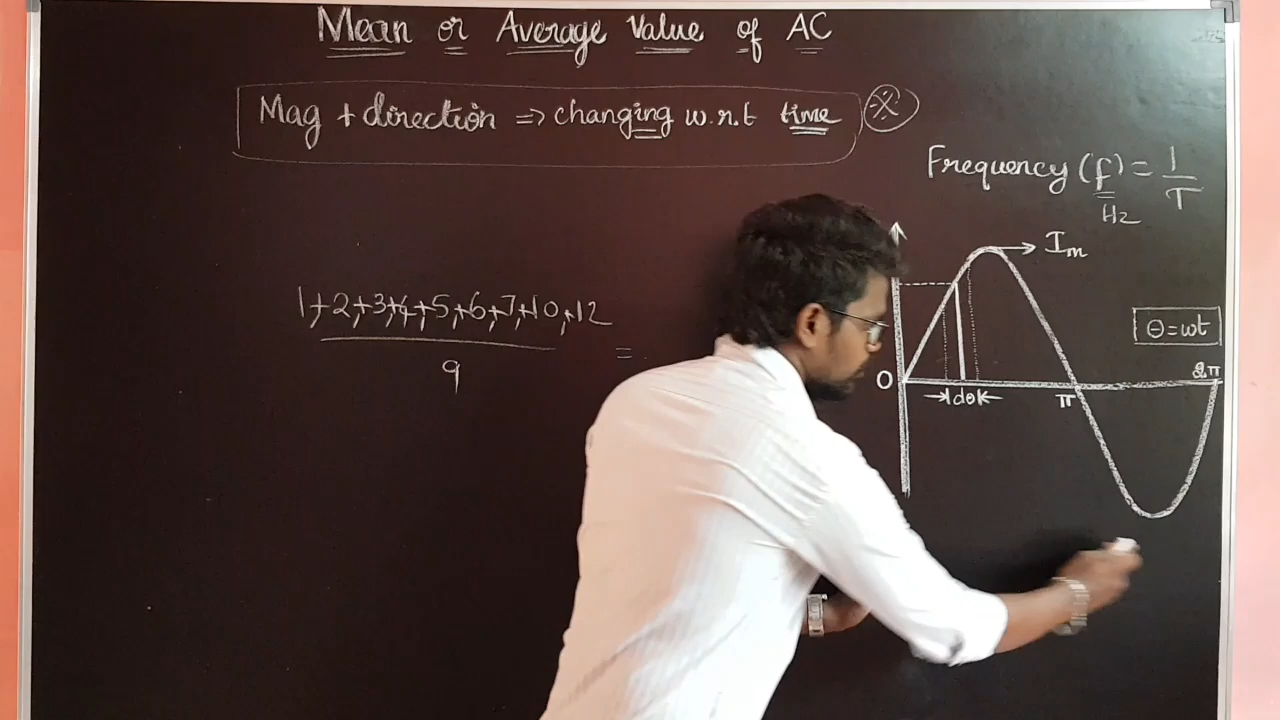 Mean or Average Value of AC
Mag + direction ⇒ changing w.r.t time ※
Frequency (f) = 1/T
Hz
Im
1+2+3+4+5+6+7+10+12
9
=
θ=ωt
0
dθ
π
2π